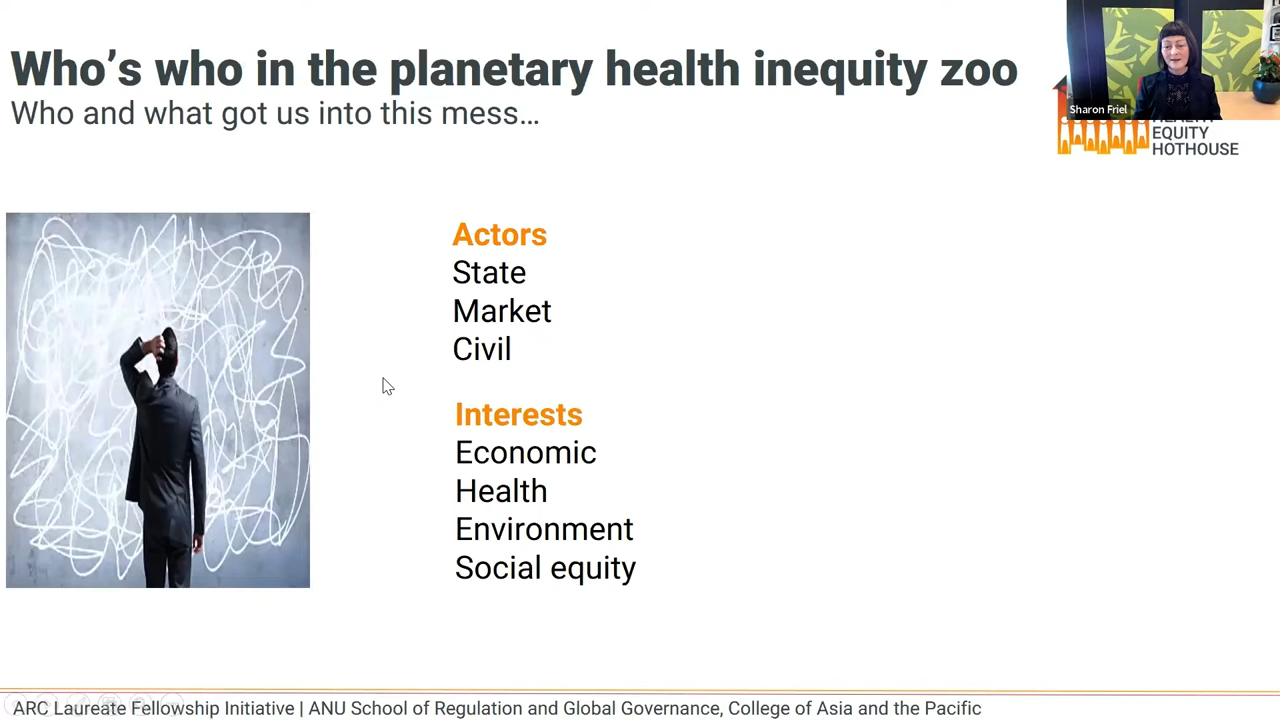 Who’s who in the planetary health inequity zoo
Who and what got us into this mess...
Sharon Friel
EQUITY
HOTHOUSE
Actors
State
Market
Civil
Interests
Economic
Health
Environment
Social equity
ARC Laureate Fellowship Initiative | ANU School of Regulation and Global Governance, College of Asia and the Pacific